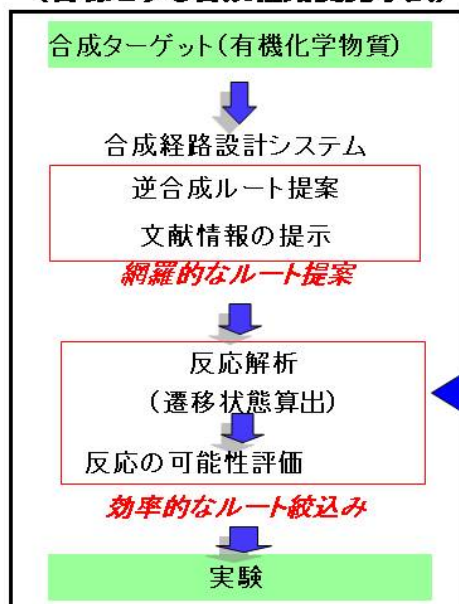 合成ターゲット(有機化学物質)
合成経路設計システム
逆合成ルート提案
文献情報の提示
網羅的なルート提案
反応解析
(遷移状態算出)
反応の可能性評価
効率的なルート絞込み
実験